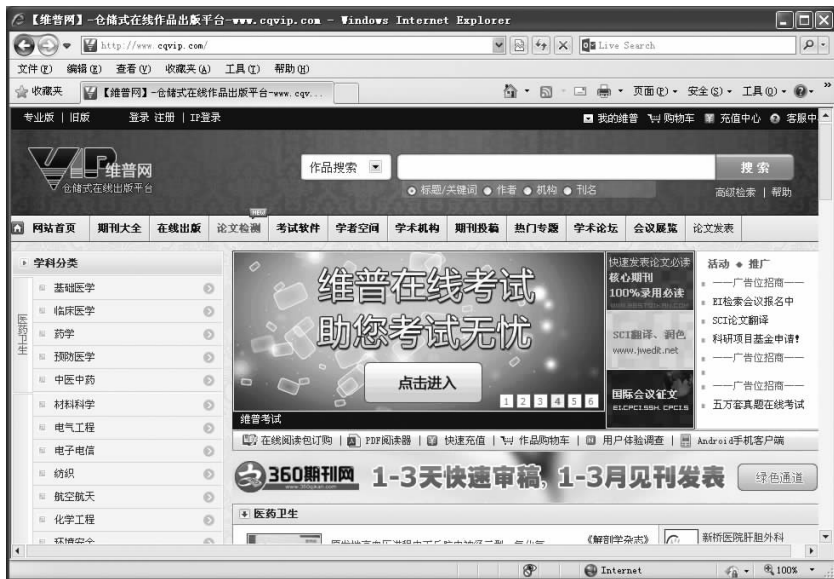 【维普网】-仓储式在线作品出版平台-www.cqvip.com - Windows Internet Explorer
http://www.cqvip.com/
Live Search
文件(F) 编辑(E) 查看(V) 收藏夹(A) 工具(T) 帮助(H)
收藏夹 【维普网】-仓储式在线作品出版平台-www.cqv...
页面(P) 安全(S) 工具(O)
专业版 | 旧版 登录 注册 | IP登录 我的维普 购物车 充值中心 客服中
VIP维普网
仓储式在线出版平台
作品搜索 搜索
标题/关键词 作者 机构 刊名 高级检索 | 帮助
NEW
网站首页 期刊大全 在线出版 论文检测 考试软件 学者空间 学术机构 期刊投稿 热门专题 学术论坛 会议展览 论文发表
学科分类
医药卫生
基础医学
临床医学
药学
预防医学
中医中药
材料科学
电气工程
电子电信
纺织
航空航天
化学工程
环境安全
维普在线考试
助您考试无忧
点击进入
1 2 3 4 5 6
维普考试
快速发表论文必读
核心期刊
100%录用必读
SCI翻译、润色
www.jwedit.net
国际会议征文
EI.CPCI.SSH. CPCI.S
活动 ◆ 推广
——广告位招商——
EI检索会议报名中
SCI论文翻译
科研项目基金申请!
——广告位招商——
——广告位招商——
五万套真题在线考试
在线阅读包订购 | PDF阅读器 | 快速充值 | 作品购物车 | 用户体验调查 | Android手机客户端
360期刊网 1-3天快速审稿, 1-3月见刊发表 绿色通道
www.360qikan.com
医药卫生
《解剖学杂志》 新桥医院肝胆外科
Internet 100%